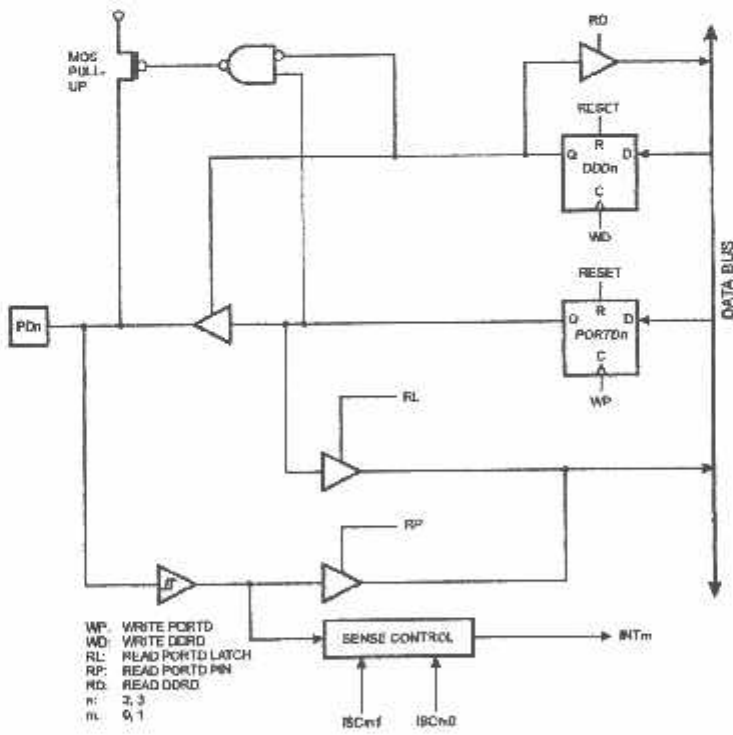 RD
MOS
PULL-
UP
RESET
R
Q
D
DDDn
C
WD
RESET
R
Q
D
PORTDn
C
WP
DATA BUS
PDn
RL
RP
SENSE CONTROL
INTm
ISCm1
ISCm0
WP: WRITE PORTD
WD: WRITE DDRD
RL: READ PORTD LATCH
RP: READ PORTD PIN
RD: READ DDRD
n: 2, 3
m: 0, 1